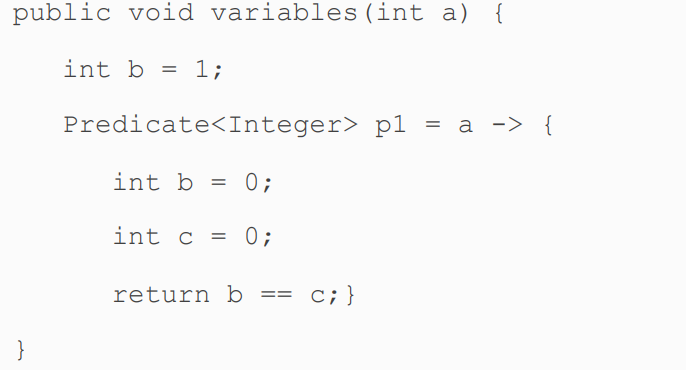 public void variables(int a) {
int b = 1;
Predicate<Integer> p1 = a -> {
int b = 0;
int c = 0;
return b == c;}
}